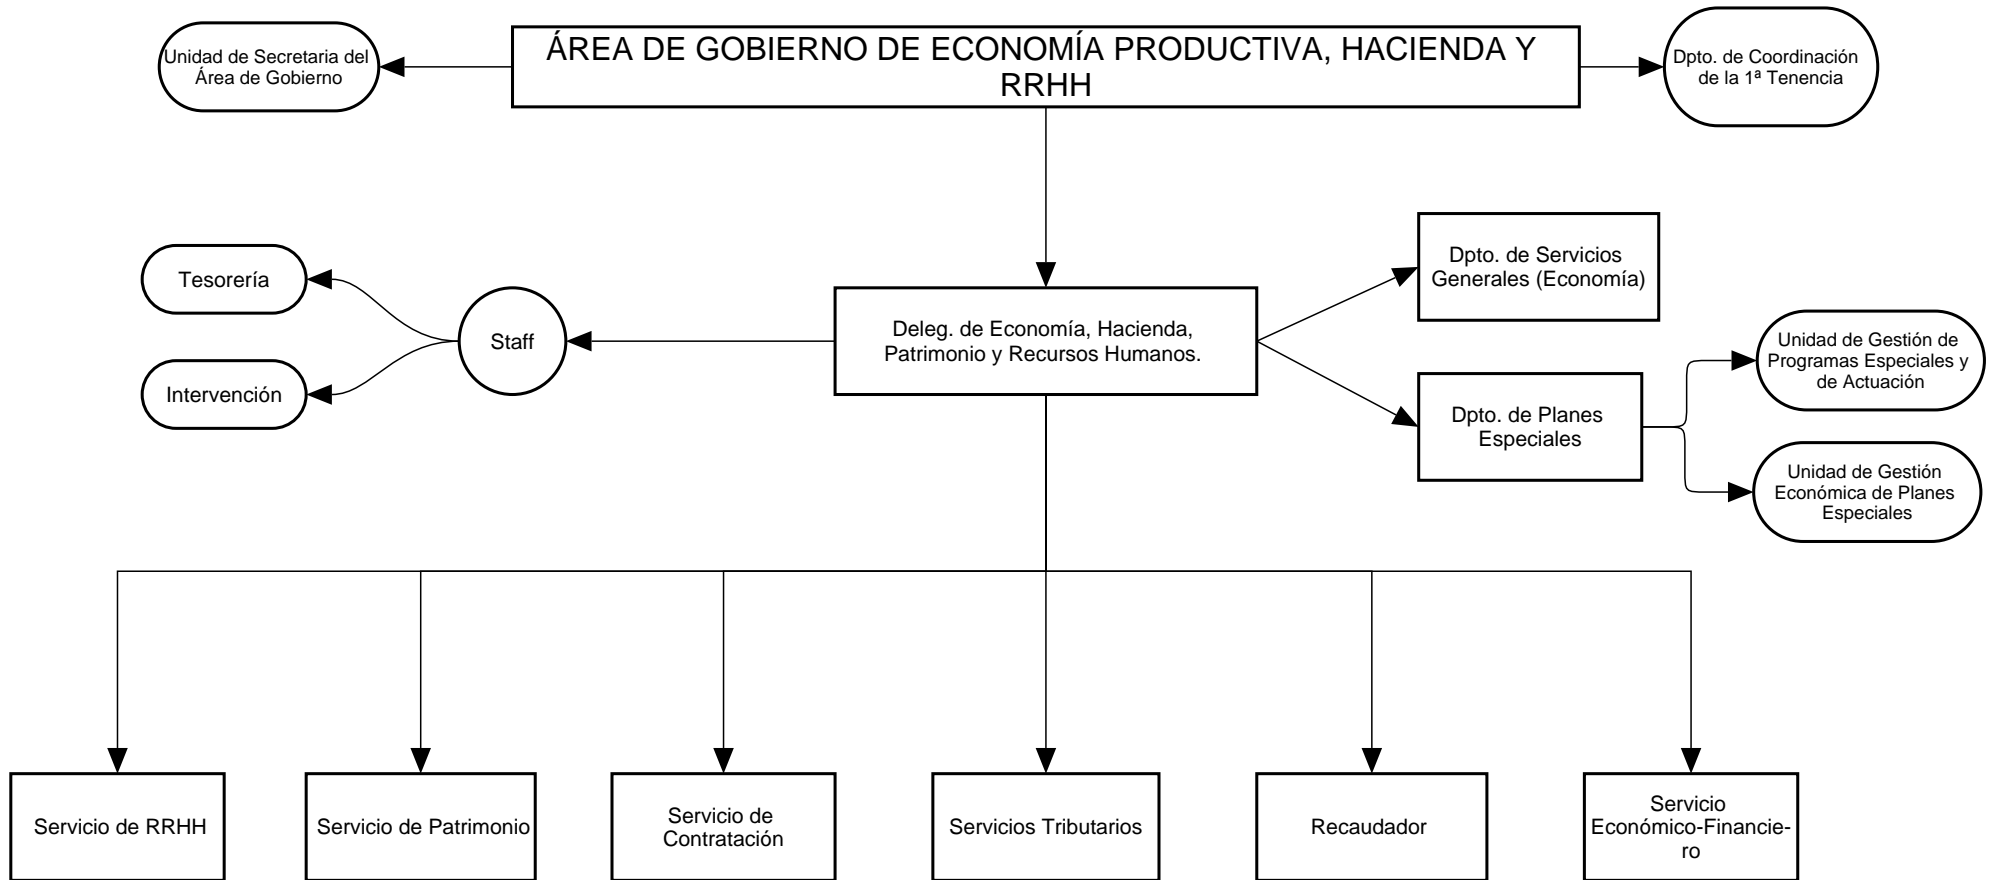 Unidad de Secretaria del
Área de Gobierno
ÁREA DE GOBIERNO DE ECONOMÍA PRODUCTIVA, HACIENDA Y
RRHH
Dpto. de Coordinación
de la 1ª Tenencia
Tesorería
Intervención
Staff
Deleg. de Economía, Hacienda,
Patrimonio y Recursos Humanos.
Dpto. de Servicios
Generales (Economía)
Dpto. de Planes
Especiales
Unidad de Gestión de
Programas Especiales y
de Actuación
Unidad de Gestión
Económica de Planes
Especiales
Servicio de RRHH
Servicio de Patrimonio
Servicio de
Contratación
Servicios Tributarios
Recaudador
Servicio
Económico-Financie-
ro